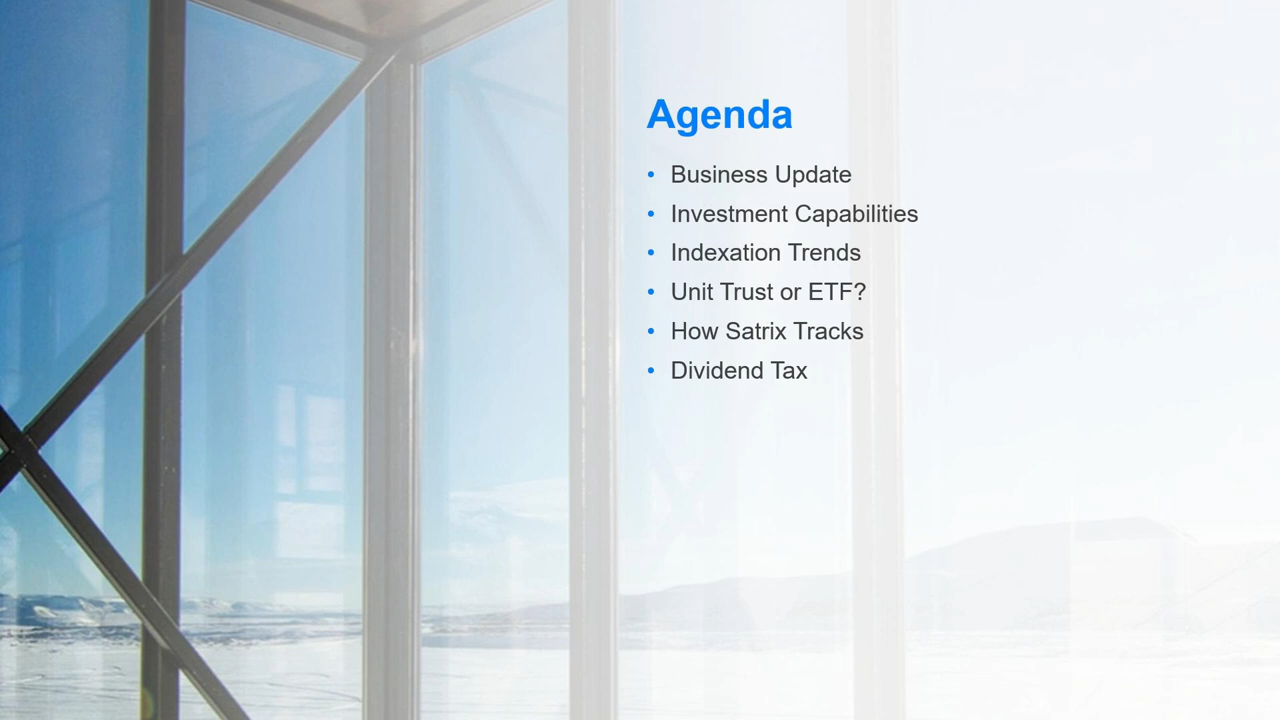 Agenda
• Business Update
• Investment Capabilities
• Indexation Trends
• Unit Trust or ETF?
• How Satrix Tracks
• Dividend Tax